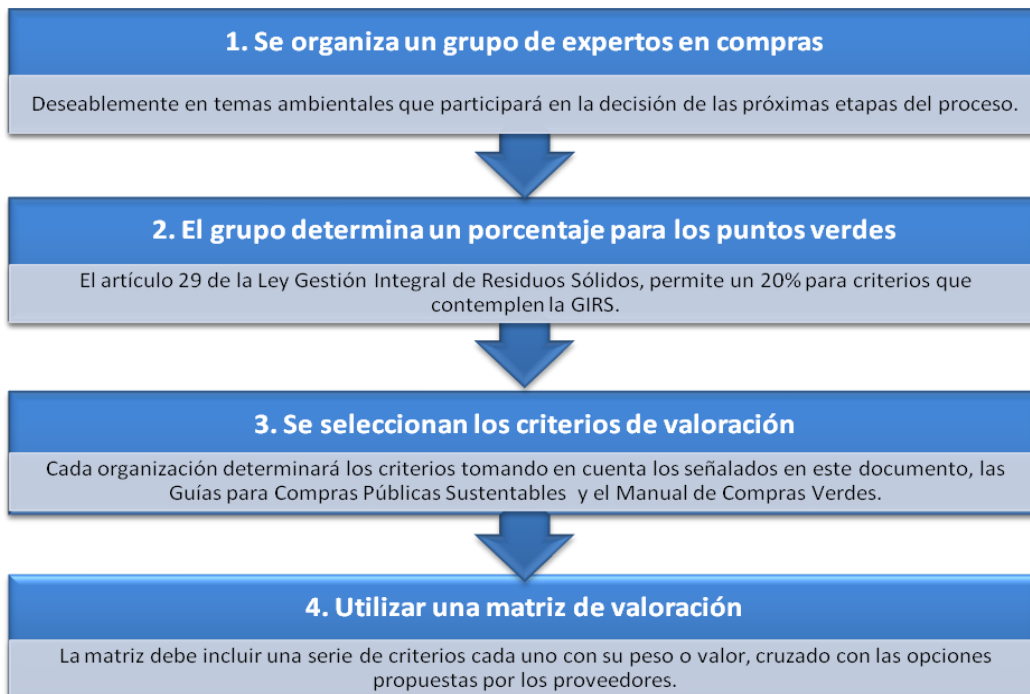 1. Se organiza un grupo de expertos en compras
Deseablemente en temas ambientales que participará en la decisión de las próximas etapas del proceso.
2. El grupo determina un porcentaje para los puntos verdes
El artículo 29 de la Ley Gestión Integral de Residuos Sólidos, permite un 20% para criterios que
contemplen la GIRS.
3. Se seleccionan los criterios de valoración
Cada organización determinará los criterios tomando en cuenta los señalados en este documento, las
Guías para Compras Públicas Sustentables y el Manual de Compras Verdes.
4. Utilizar una matriz de valoración
La matriz debe incluir una serie de criterios cada uno con su peso o valor, cruzado con las opciones
propuestas por los proveedores.